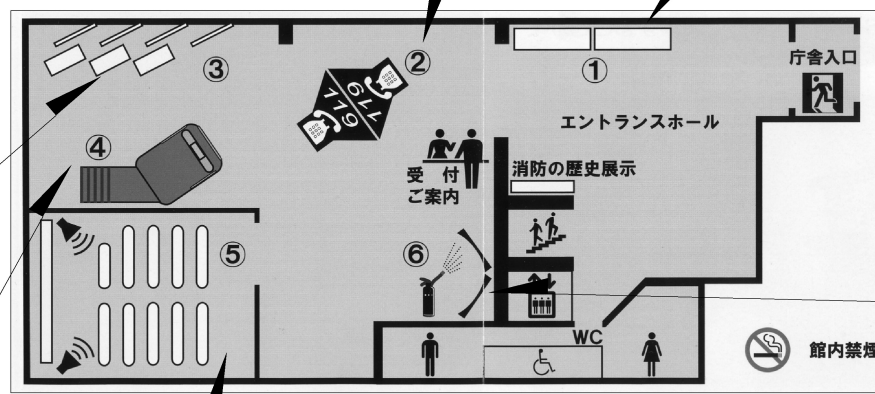 ③
②
①
庁舎入口
119
119
エントランスホール
④
受 付
ご案内
消防の歴史展示
⑤
⑥
WC
館内禁煙